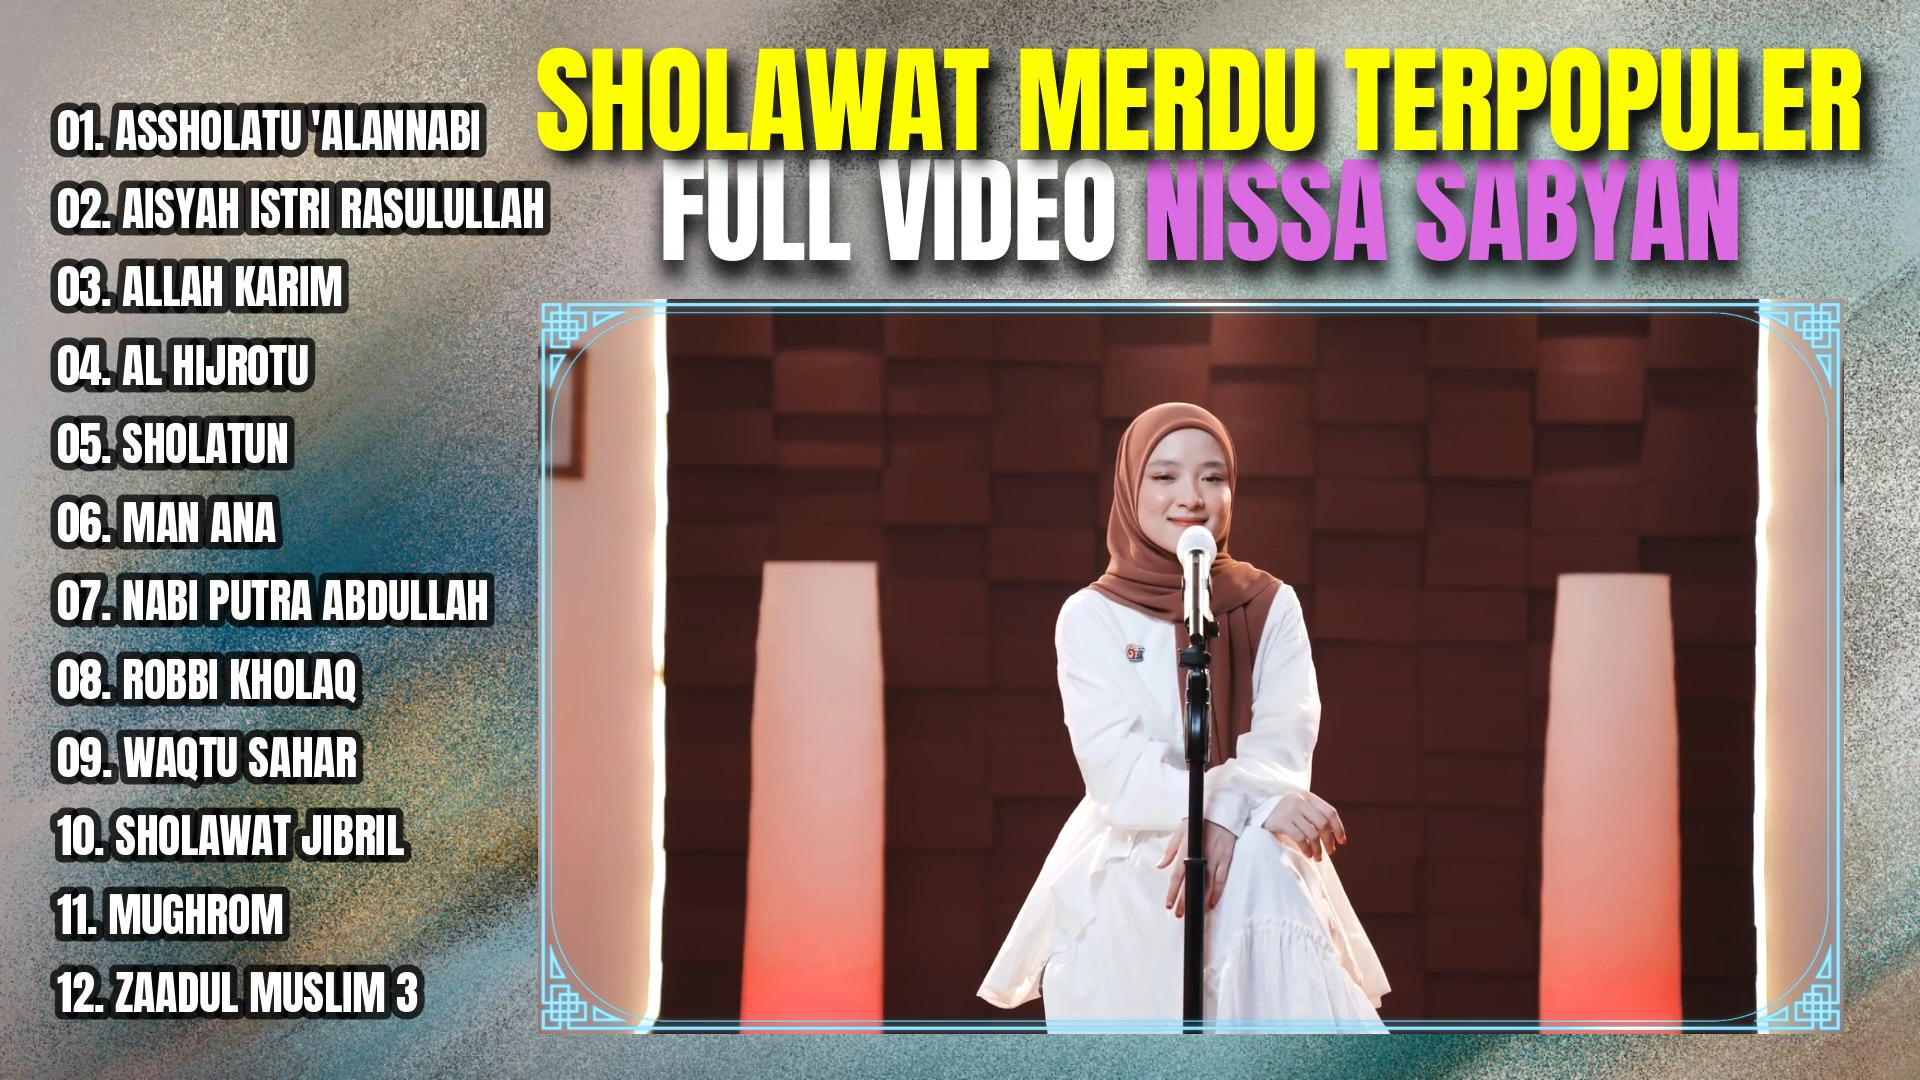 SHOLAWAT MERDU TERPOPULER
FULL VIDEO NISSA SABYAN
01. ASSHOLATU 'ALANNABI
02. AISYAH ISTRI RASULULLAH
03. ALLAH KARIM
04. AL HIJROTU
05. SHOLATUN
06. MAN ANA
07. NABI PUTRA ABDULLAH
08. ROBBI KHOLAQ
09. WAQTU SAHAR
10. SHOLAWAT JIBRIL
11. MUGHROM
12. ZAADUL MUSLIM 3